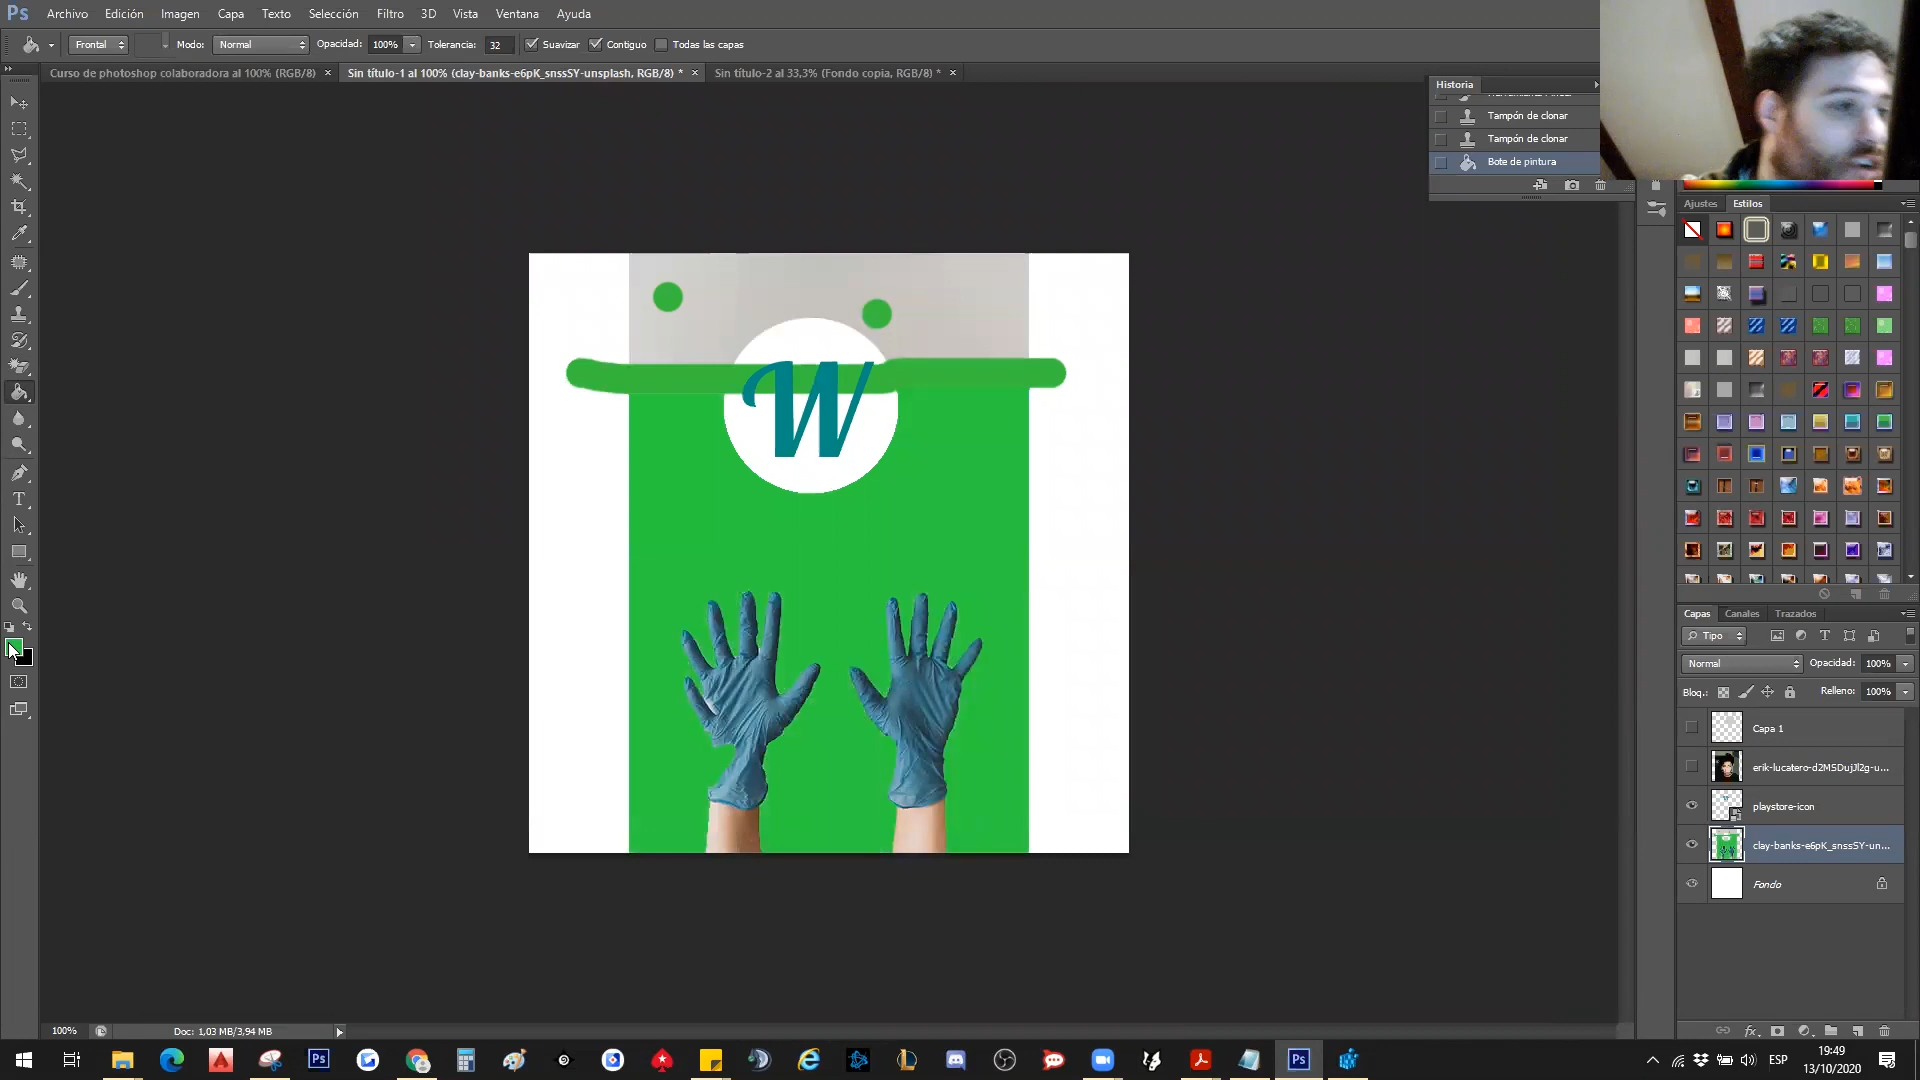 Ps Archivo Edición Imagen Capa Texto Selección Filtro 3D Vista Ventana Ayuda
Frontal Modo: Normal Opacidad: 100% Tolerancia: 32 Suavizar Contiguo Todas las capas
Curso de photoshop colaboradora al 100% (RGB/8) × Sin título-1 al 100% (clay-banks-e6pK_snssSY-unsplash, RGB/8) * × Sin título-2 al 33,3% (Fondo copia, RGB/8) * ×
Historia
Tampón de clonar
Tampón de clonar
Bote de pintura
Ajustes Estilos
W
Capas Canales Trazados
Tipo
Normal Opacidad: 100%
Bloq.: Relleno: 100%
Capa 1
erik-lucatero-d2MSDujJl2g-u...
playstore-icon
clay-banks-e6pK_snssSY-un...
Fondo
100% Doc: 1,03 MB/3,94 MB
ESP
19:49
13/10/2020